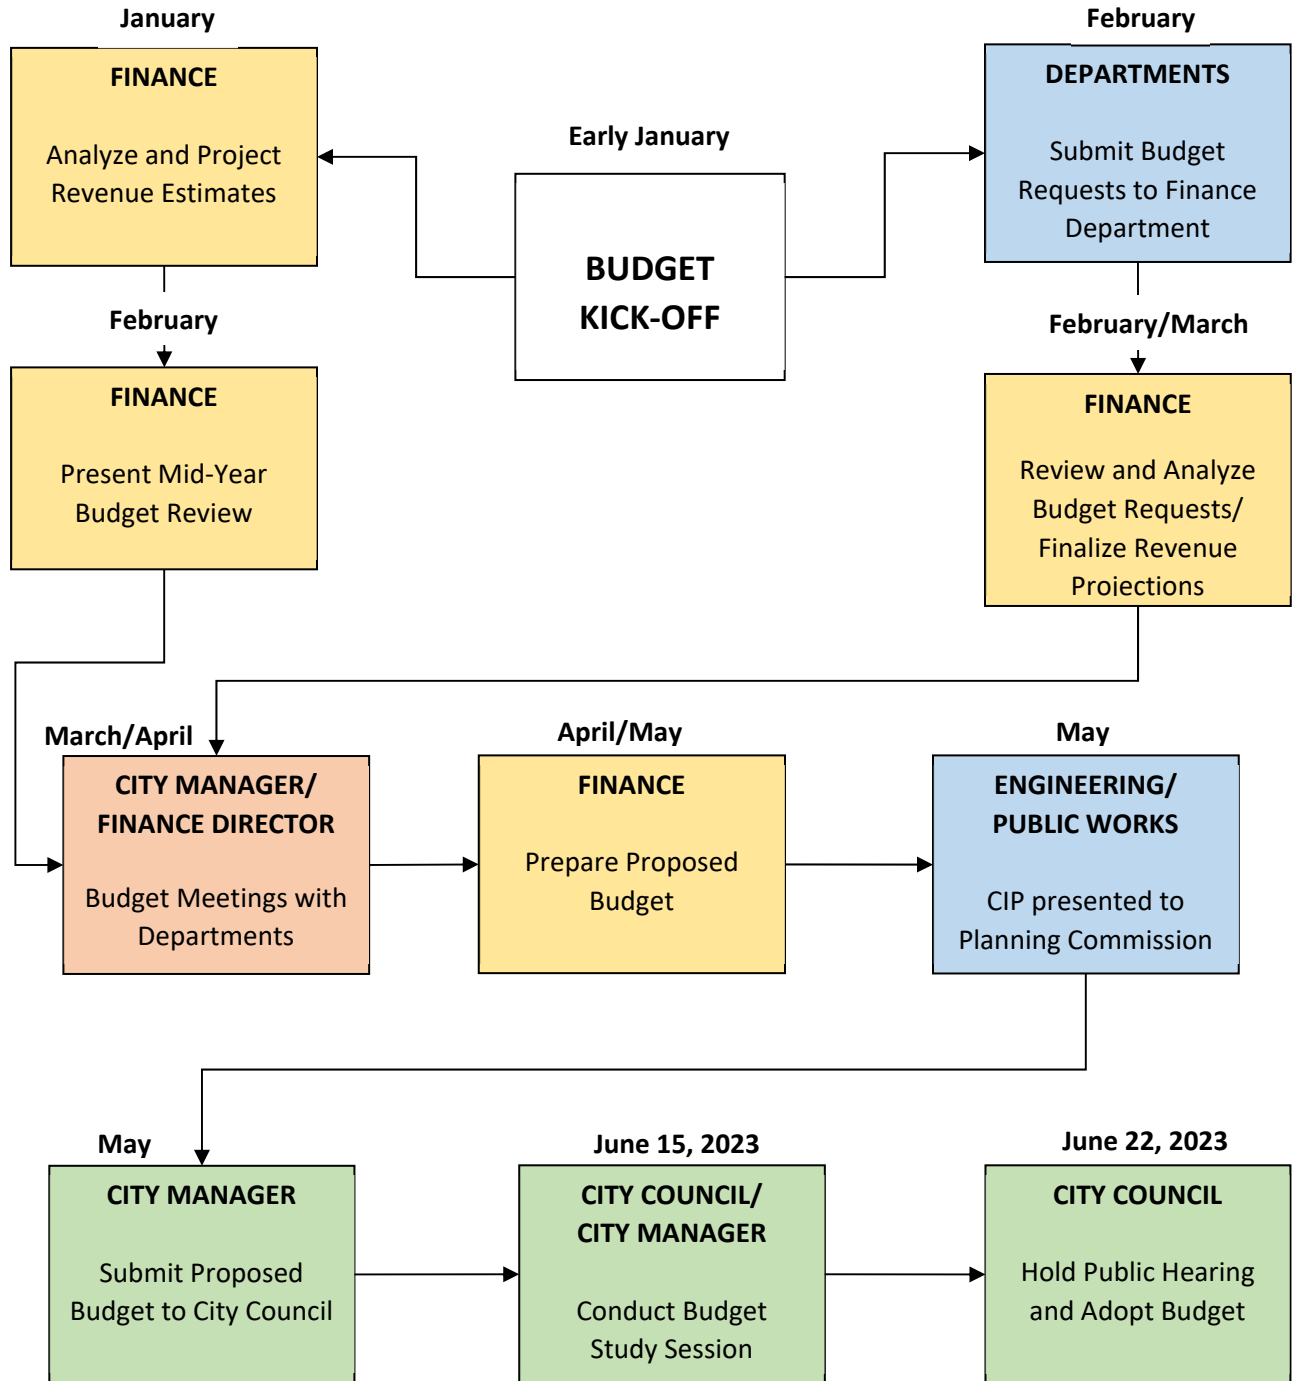 January
FINANCE
Analyze and Project
Revenue Estimates
Early January
BUDGET
KICK-OFF
February
DEPARTMENTS
Submit Budget
Requests to Finance
Department
February
FINANCE
Present Mid-Year
Budget Review
February/March
FINANCE
Review and Analyze
Budget Requests/
Finalize Revenue
Projections
March/April
CITY MANAGER/
FINANCE DIRECTOR
Budget Meetings with
Departments
April/May
FINANCE
Prepare Proposed
Budget
May
ENGINEERING/
PUBLIC WORKS
CIP presented to
Planning Commission
May
CITY MANAGER
Submit Proposed
Budget to City Council
June 15, 2023
CITY COUNCIL/
CITY MANAGER
Conduct Budget
Study Session
June 22, 2023
CITY COUNCIL
Hold Public Hearing
and Adopt Budget